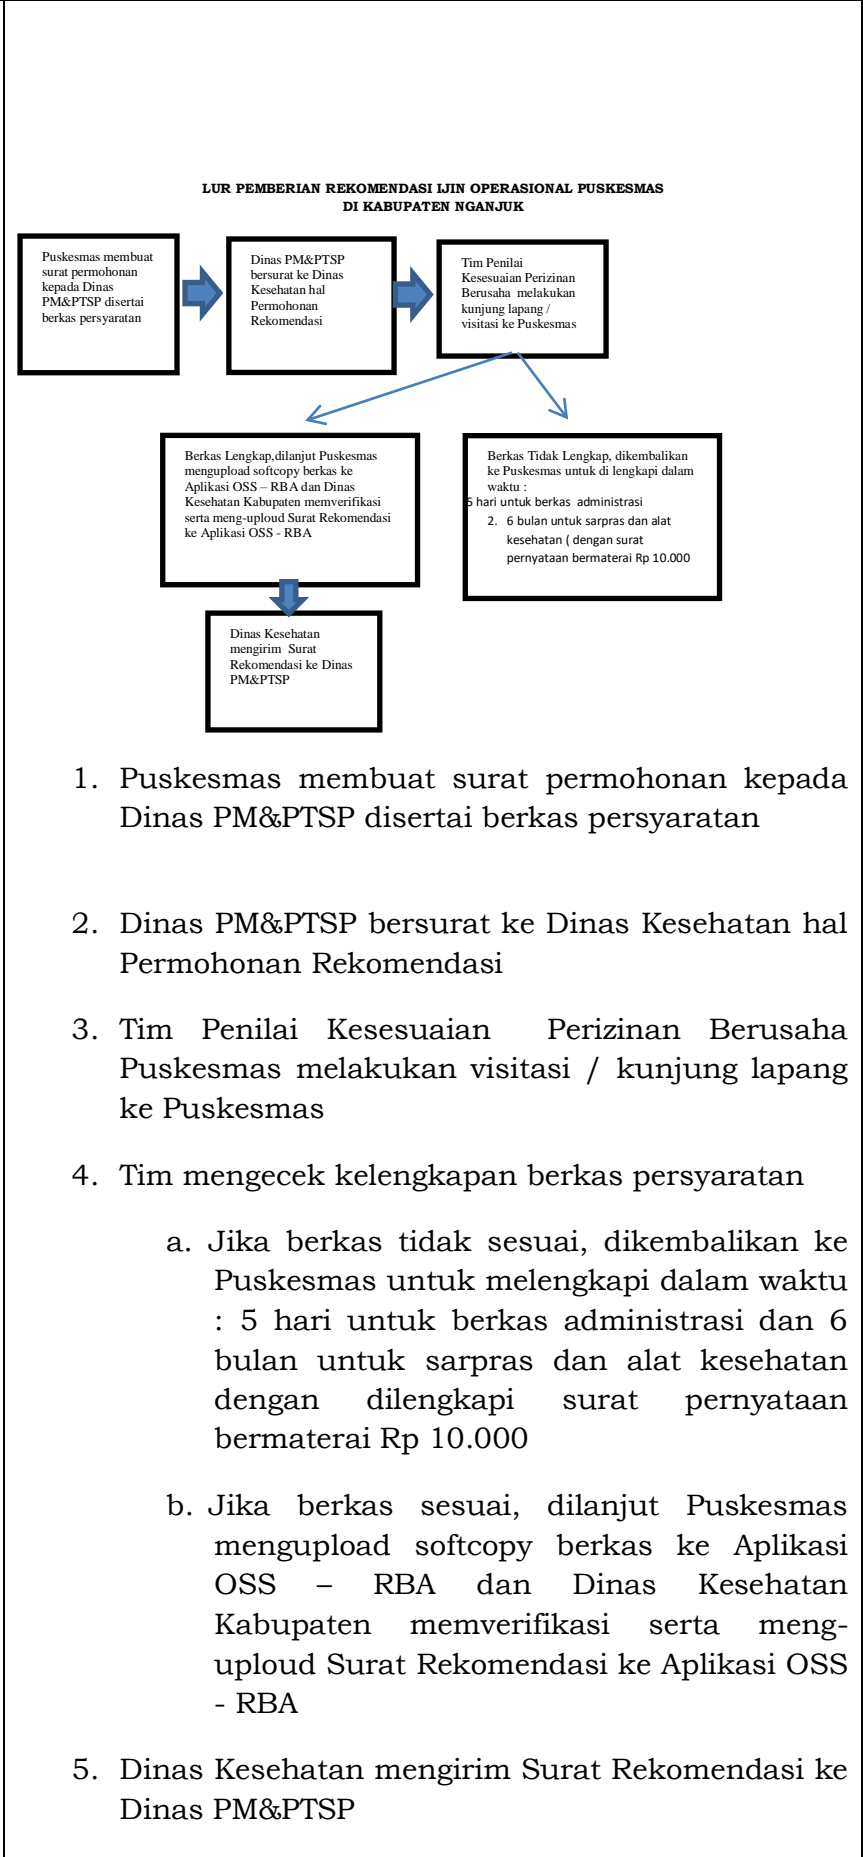 LUR PEMBERIAN REKOMENDASI IJIN OPERASIONAL PUSKESMAS
DI KABUPATEN NGANJUK
Puskesmas membuat
surat permohonan
kepada Dinas
PM&PTSP disertai
berkas persyaratan
Dinas PM&PTSP
bersurat ke Dinas
Kesehatan hal
Permohonan
Rekomendasi
Tim Penilai
Kesesuaian Perizinan
Berusaha melakukan
kunjung lapang /
visitasi ke Puskesmas
Berkas Lengkap,dilanjut Puskesmas
mengupload softcopy berkas ke
Aplikasi OSS – RBA dan Dinas
Kesehatan Kabupaten memverifikasi
serta meng-uploud Surat Rekomendasi
ke Aplikasi OSS - RBA
Berkas Tidak Lengkap, dikembalikan
ke Puskesmas untuk di lengkapi dalam
waktu :
5 hari untuk berkas administrasi
2. 6 bulan untuk sarpras dan alat
kesehatan ( dengan surat
pernyataan bermaterai Rp 10.000
Dinas Kesehatan
mengirim Surat
Rekomendasi ke Dinas
PM&PTSP
1. Puskesmas membuat surat permohonan kepada
Dinas PM&PTSP disertai berkas persyaratan
2. Dinas PM&PTSP bersurat ke Dinas Kesehatan hal
Permohonan Rekomendasi
3. Tim Penilai Kesesuaian Perizinan Berusaha
Puskesmas melakukan visitasi / kunjung lapang
ke Puskesmas
4. Tim mengecek kelengkapan berkas persyaratan
a. Jika berkas tidak sesuai, dikembalikan ke
Puskesmas untuk melengkapi dalam waktu
: 5 hari untuk berkas administrasi dan 6
bulan untuk sarpras dan alat kesehatan
dengan dilengkapi surat pernyataan
bermaterai Rp 10.000
b. Jika berkas sesuai, dilanjut Puskesmas
mengupload softcopy berkas ke Aplikasi
OSS – RBA dan Dinas Kesehatan
Kabupaten memverifikasi serta meng-
uploud Surat Rekomendasi ke Aplikasi OSS
- RBA
5. Dinas Kesehatan mengirim Surat Rekomendasi ke
Dinas PM&PTSP